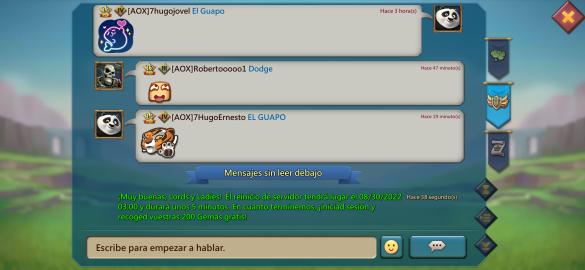 IV [AOX]7hugojovel El Guapo
Hace 3 hora(s)
[AOX]Robertooooo1 Dodge
Hace 47 minuto(s)
IV [AOX]7HugoErnesto EL GUAPO
Hace 19 minuto(s)
Mensajes sin leer debajo
¡Muy buenas, Lords y Ladies! El reinicio de servidor tendrá lugar el 08/30/2022 Hace 58 segundo(s)
03:00 y durará unos 5 minutos. En cuanto terminemos, ¡iniciad sesión y
recoged vuestras 200 Gemas gratis!
Escribe para empezar a hablar.